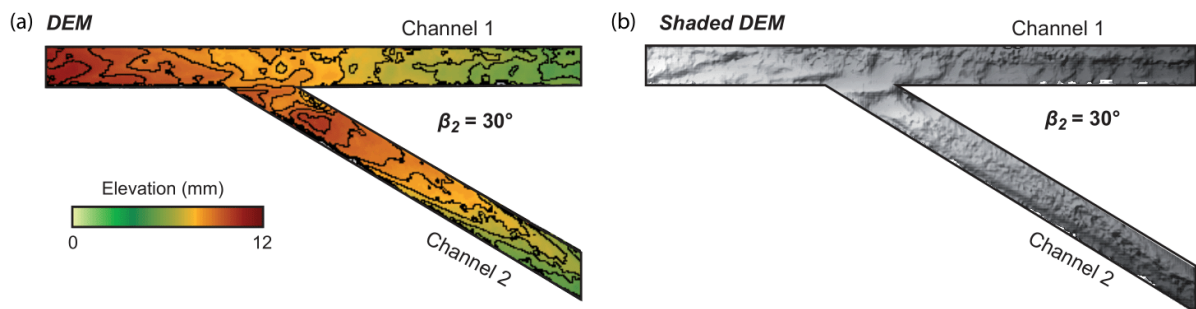 (a) DEM
Channel 1
β₂ = 30°
Elevation (mm)
0 12
Channel 2
(b) Shaded DEM
Channel 1
β₂ = 30°
Channel 2